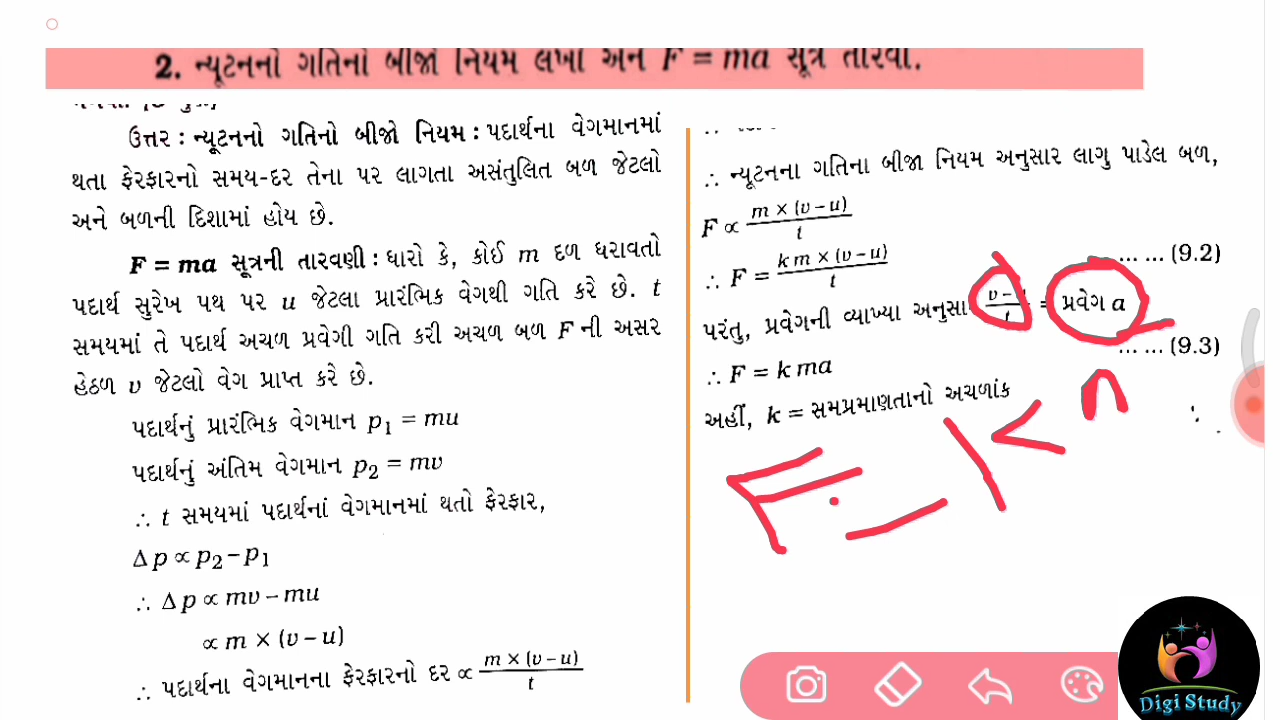 2. ન્યૂટનનો ગતિનો બીજો નિયમ લખો અને F = ma સૂત્ર તારવો.
ઉત્તર : ન્યૂટનનો ગતિનો બીજો નિયમ : પદાર્થના વેગમાનમાં
થતા ફેરફારનો સમય-દર તેના પર લાગતા અસંતુલિત બળ જેટલો
અને બળની દિશામાં હોય છે.
F = ma સૂત્રની તારવણી : ધારો કે, કોઈ m દળ ધરાવતો
પદાર્થ સુરેખ પથ પર u જેટલા પ્રારંભિક વેગથી ગતિ કરે છે. t
સમયમાં તે પદાર્થ અચળ પ્રવેગી ગતિ કરી અચળ બળ F ની અસર
હેઠળ v જેટલો વેગ પ્રાપ્ત કરે છે.
પદાર્થનું પ્રારંભિક વેગમાન p₁ = mu
પદાર્થનું અંતિમ વેગમાન p₂ = mv
∴ t સમયમાં પદાર્થનાં વેગમાનમાં થતો ફેરફાર,
Δp ∝ p₂ – p₁
∴ Δp ∝ mv – mu
∝ m × (v – u)
∴ પદાર્થના વેગમાનના ફેરફારનો દર ∝ m × (v – u) / t
∴ ન્યૂટનના ગતિના બીજા નિયમ અનુસાર લાગુ પાડેલ બળ,
F ∝ m × (v – u) / t
∴ F = k m × (v – u) / t ... ... (9.2)
પરંતુ, પ્રવેગની વ્યાખ્યા અનુસાર v – / t = પ્રવેગ a
∴ F = k ma ... ... (9.3)
અહીં, k = સમપ્રમાણતાનો અચળાંક
F = K
Digi Study